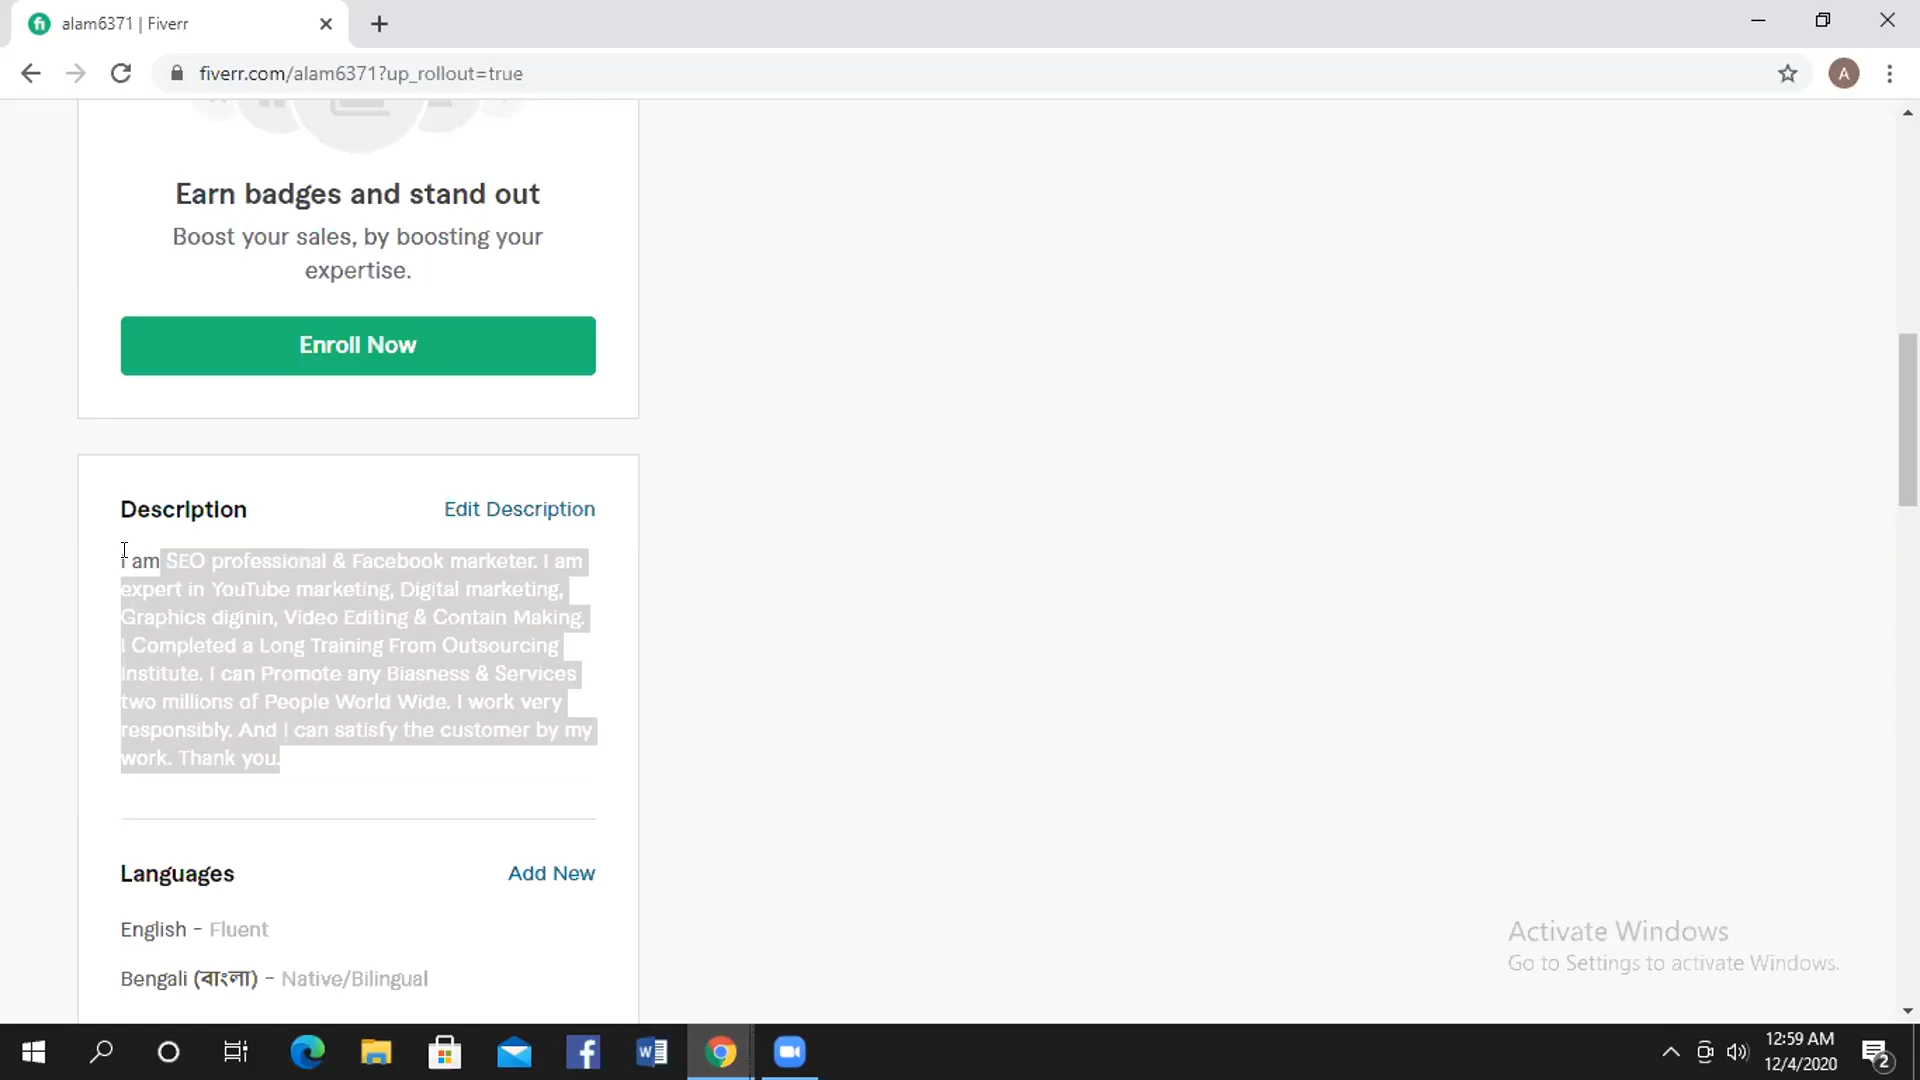 alam6371 | Fiverr
fiverr.com/alam6371?up_rollout=true
A
Earn badges and stand out
Boost your sales, by boosting your
expertise.
Enroll Now
Description
Edit Description
I am SEO professional & Facebook marketer. I am
expert in YouTube marketing, Digital marketing,
Graphics diginin, Video Editing & Contain Making.
I Completed a Long Training From Outsourcing
Institute. I can Promote any Biasness & Services
two millions of People World Wide. I work very
responsibly. And I can satisfy the customer by my
work. Thank you.
Languages
Add New
English - Fluent
Bengali (বাংলা) - Native/Bilingual
Activate Windows
Go to Settings to activate Windows.
12:59 AM
12/4/2020
2